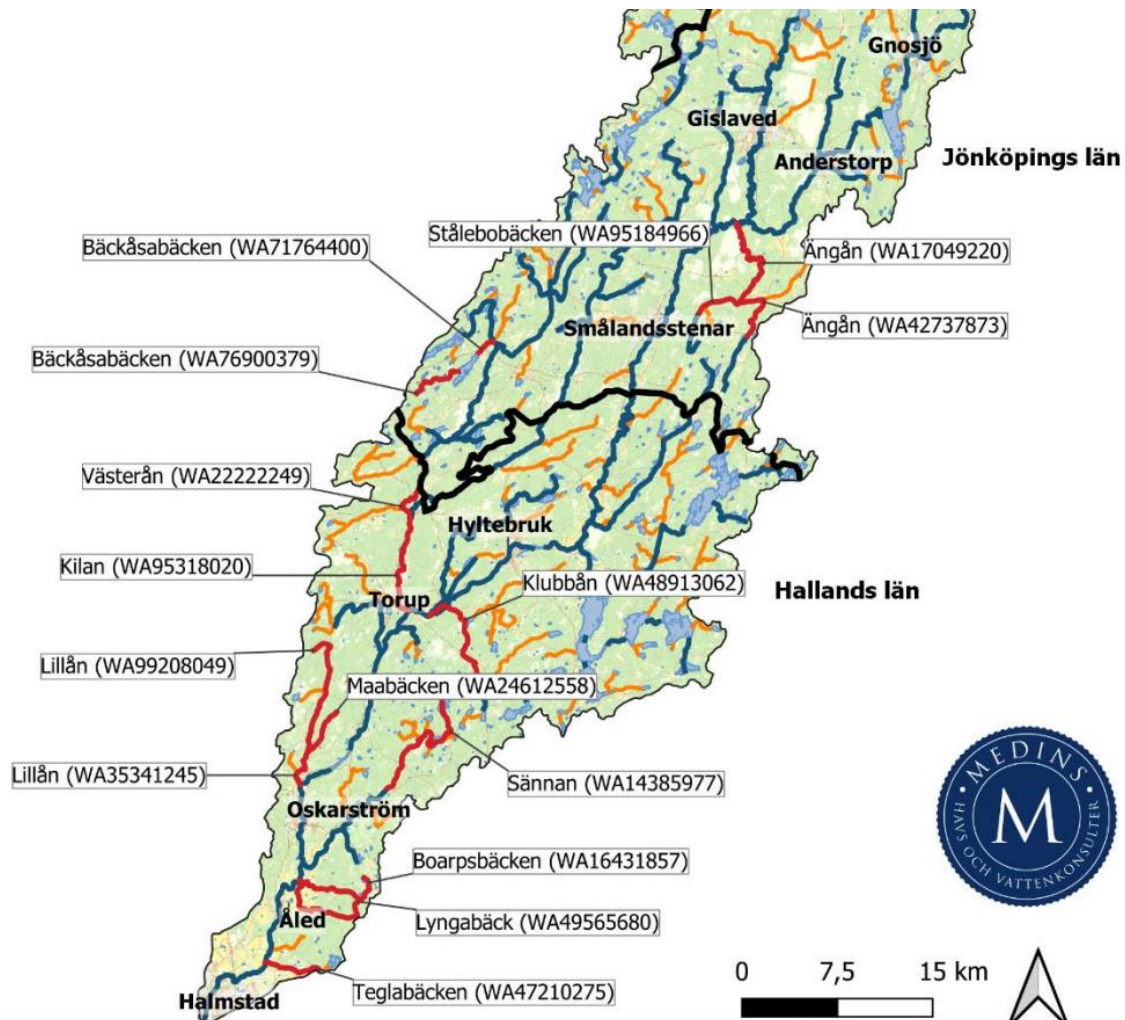 Gnosjö
Gislaved
Anderstorp
Jönköpings län
Stålebobäcken (WA95184966)
Bäckåsabäcken (WA71764400)
Ängån (WA17049220)
Ängån (WA42737873)
Smålandsstenar
Bäckåsabäcken (WA76900379)
Västerån (WA22222249)
Hyltebruk
Kilan (WA95318020)
Klubbån (WA48913062)
Hallands län
Torup
Lillån (WA99208049)
Maabäcken (WA24612558)
Lillån (WA35341245)
Sännan (WA14385977)
Oskarström
MEDINS
M
HAVS OCH VATTENKONSULTER
Boarpsbäcken (WA16431857)
Åled
Lyngabäck (WA49565680)
0 7,5 15 km
Teglabäcken (WA47210275)
Halmstad